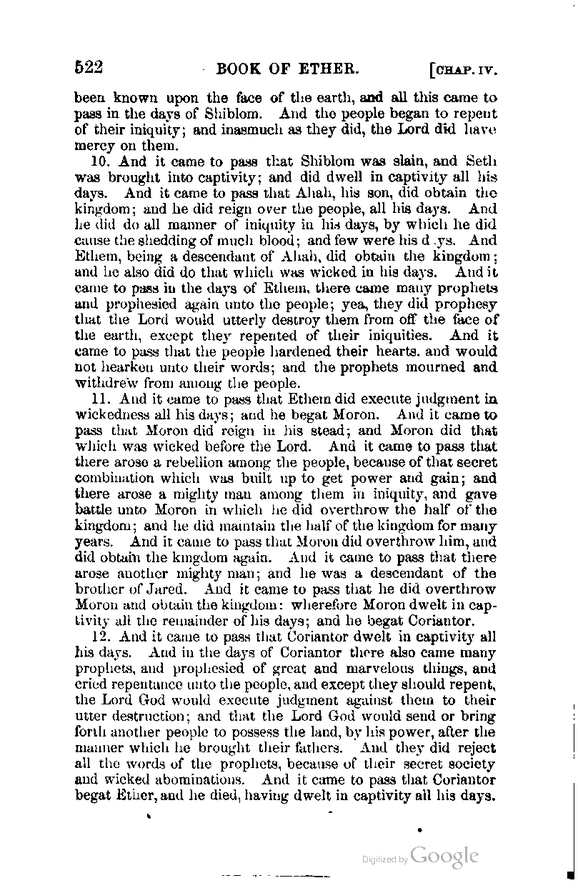 522 BOOK OF ETHER. [CHAP. IV.
been known upon the face of the earth, and all this came to
pass in the days of Shiblom. And the people began to repent
of their iniquity; and inasmuch as they did, the Lord did have
mercy on them.
10. And it came to pass that Shiblom was slain, and Seth
was brought into captivity; and did dwell in captivity all his
days. And it came to pass that Ahah, his son, did obtain the
kingdom; and he did reign over the people, all his days. And
he did do all manner of iniquity in his days, by which he did
cause the shedding of much blood; and few were his d ys. And
Ethem, being a descendant of Ahah, did obtain the kingdom;
and he also did do that which was wicked in his days. And it
came to pass in the days of Ethem, there came many prophets
and prophesied again unto the people; yea, they did prophesy
that the Lord would utterly destroy them from off the face of
the earth, except they repented of their iniquities. And it
came to pass that the people hardened their hearts. and would
not hearken unto their words; and the prophets mourned and
withdrew from among the people.
11. And it came to pass that Ethem did execute judgment in
wickedness all his days; and he begat Moron. And it came to
pass that Moron did reign in his stead; and Moron did that
which was wicked before the Lord. And it came to pass that
there arose a rebellion among the people, because of that secret
combination which was built up to get power and gain; and
there arose a mighty man among them in iniquity, and gave
battle unto Moron in which he did overthrow the half of the
kingdom; and he did maintain the half of the kingdom for many
years. And it came to pass that Moron did overthrow him, and
did obtain the kingdom again. And it came to pass that there
arose another mighty man; and he was a descendant of the
brother of Jared. And it came to pass that he did overthrow
Moron and obtain the kingdom: wherefore Moron dwelt in cap-
tivity all the remainder of his days; and he begat Coriantor.
12. And it came to pass that Coriantor dwelt in captivity all
his days. And in the days of Coriantor there also came many
prophets, and prophesied of great and marvelous things, and
cried repentance unto the people, and except they should repent,
the Lord God would execute judgment against them to their
utter destruction; and that the Lord God would send or bring
forth another people to possess the land, by his power, after the
manner which he brought their fathers. And they did reject
all the words of the prophets, because of their secret society
and wicked abominations. And it came to pass that Coriantor
begat Ether, and he died, having dwelt in captivity all his days.
Digitized by Google